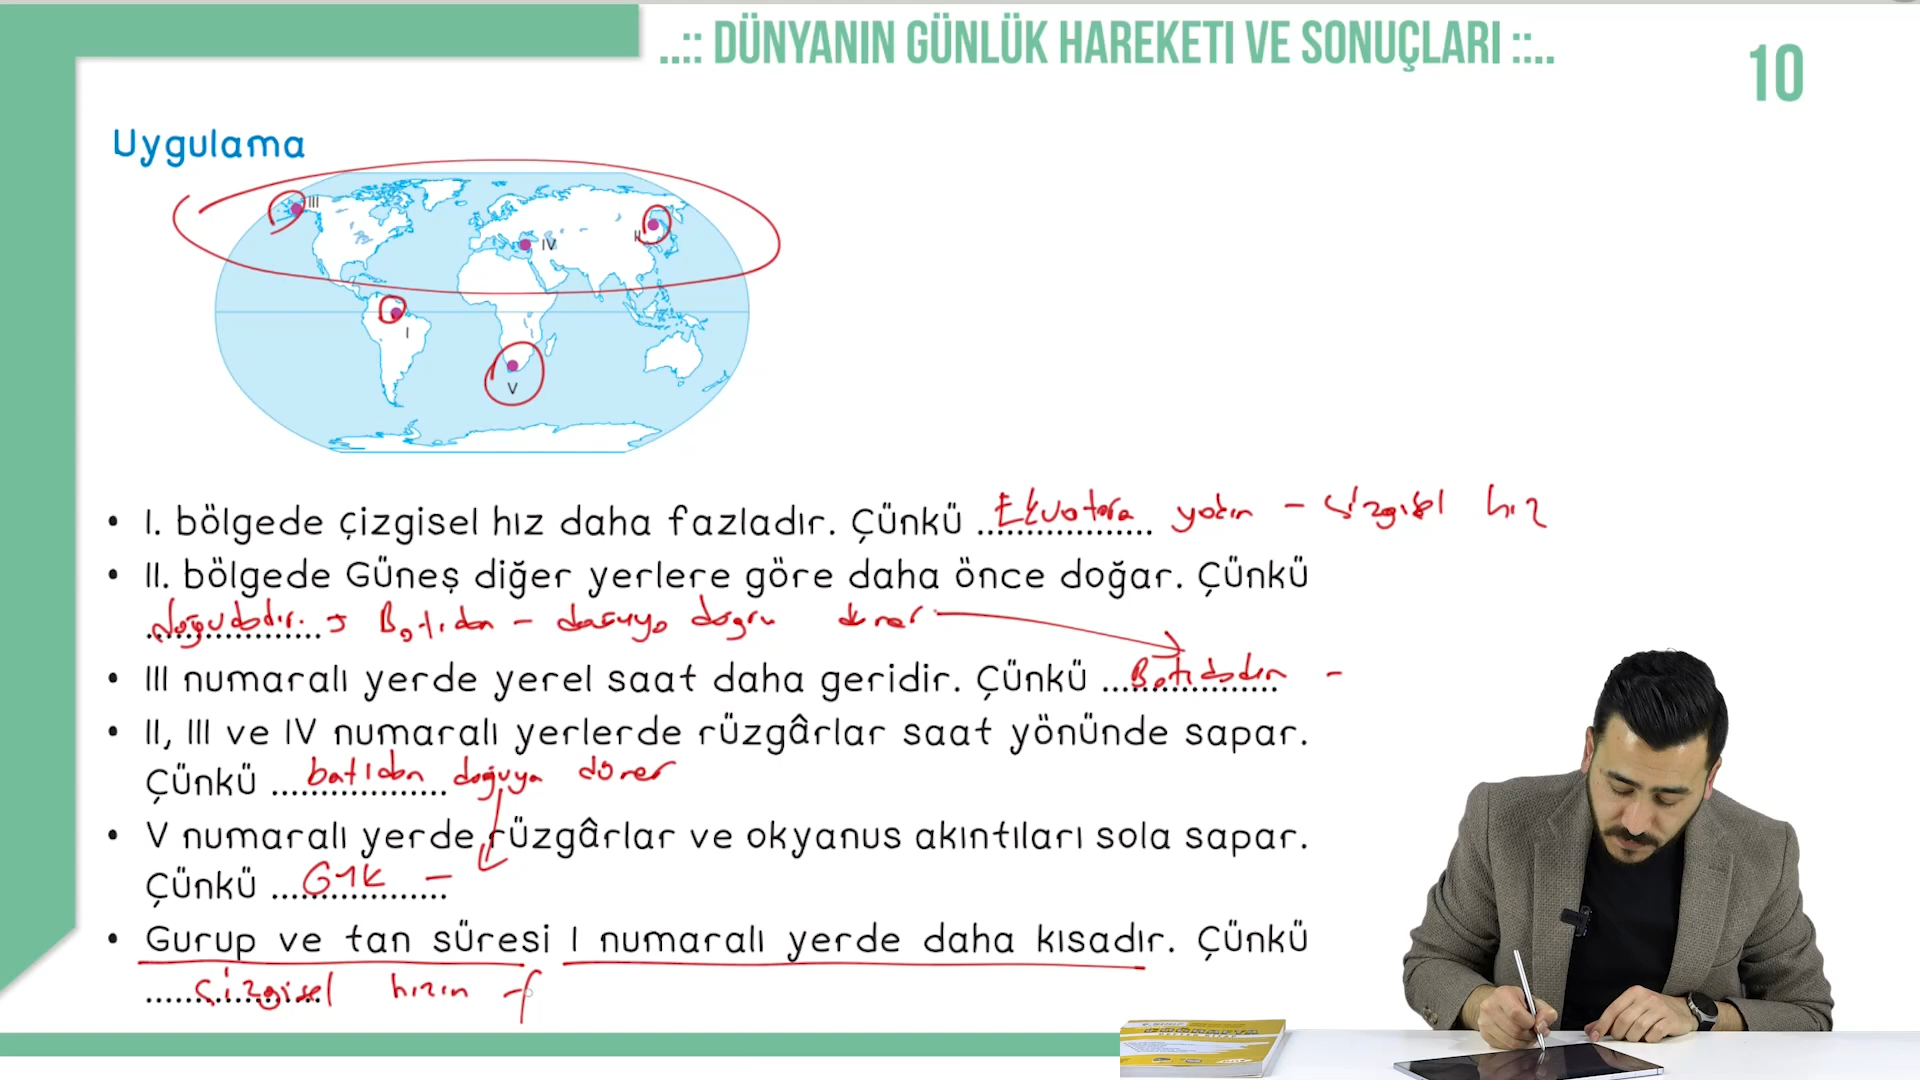 ..:: DÜNYANIN GÜNLÜK HAREKETI VE SONUÇLARI ::..
10
Uygulama
III
II
IV
I
V
• I. bölgede çizgisel hız daha fazladır. Çünkü .................. Ekvatora yakın - çizgisel hız
• II. bölgede Güneş diğer yerlere göre daha önce doğar. Çünkü
.................. doğudadır. Batıdan - doğuya doğru döner
• III numaralı yerde yerel saat daha geridir. Çünkü .................. Batıdadır -
• II, III ve IV numaralı yerlerde rüzgârlar saat yönünde sapar.
Çünkü .................. batıdan doğuya döner
• V numaralı yerde rüzgârlar ve okyanus akıntıları sola sapar.
Çünkü .................. GYK -
• Gurup ve tan süresi I numaralı yerde daha kısadır. Çünkü
.................. Çizgisel hızın f